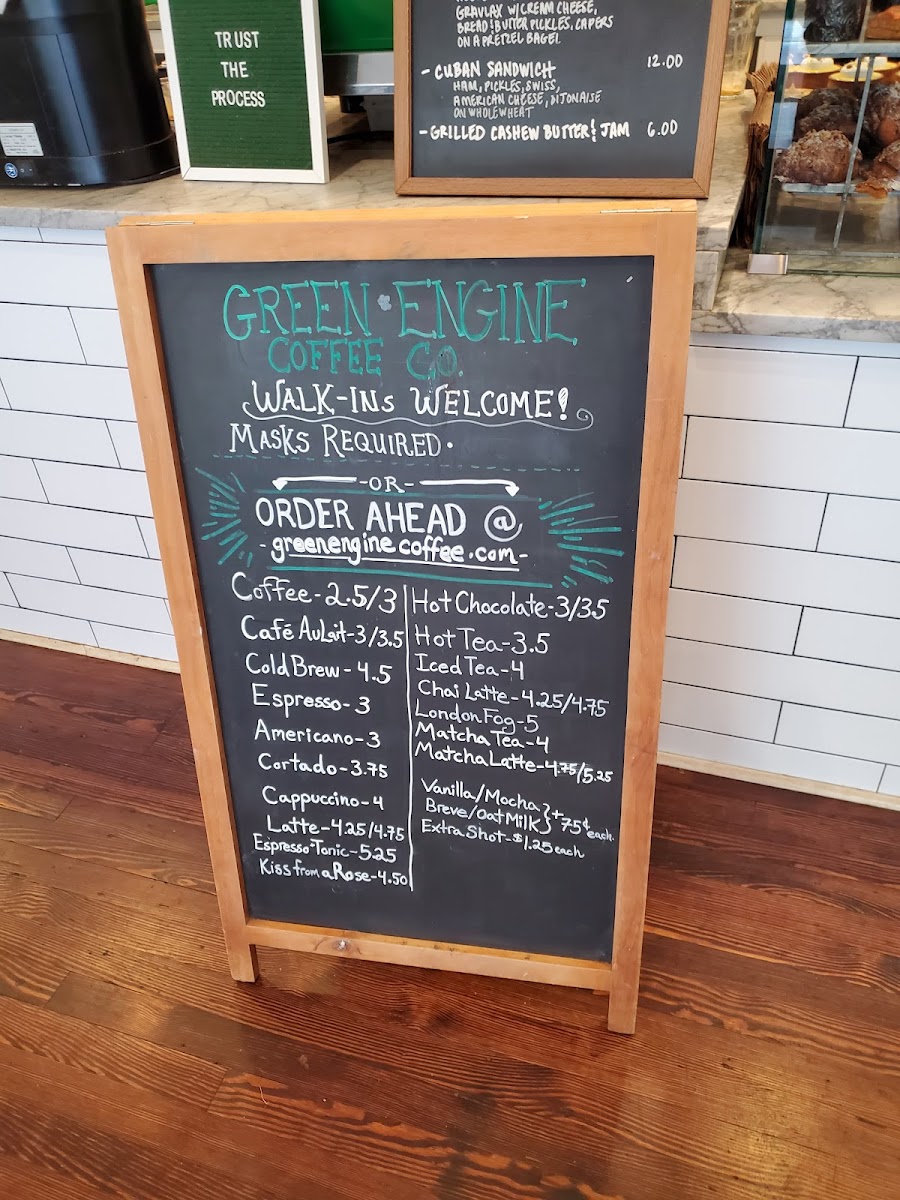 TRUST
THE
PROCESS
GRAVLAX W/CREAM CHEESE,
BREAD & BUTTER PICKLES, CAPERS
ON A PRETZEL BAGEL
- CUBAN SANDWICH 12.00
HAM, PICKLES, SWISS,
AMERICAN CHEESE, DIJONAISE
ON WHOLEWHEAT
- GRILLED CASHEW BUTTER & JAM 6.00
GREEN ENGINE
COFFEE CO.
WALK-INS WELCOME!
MASKS REQUIRED.
-OR-
ORDER AHEAD @
-greenenginecoffee.com-
Coffee-2.5/3
Café Au Lait-3/3.5
Cold Brew-4.5
Espresso-3
Americano-3
Cortado-3.75
Cappuccino-4
Latte-4.25/4.75
Espresso Tonic-5.25
Kiss from a Rose-4.50
Hot Chocolate-3/3.5
Hot Tea-3.5
Iced Tea-4
Chai Latte-4.25/4.75
London Fog-5
Matcha Tea-4
Matcha Latte-4.75/5.25
Vanilla/Mocha
Breve/Oat Milk } +75¢ each.
Extra Shot-$1.25 each